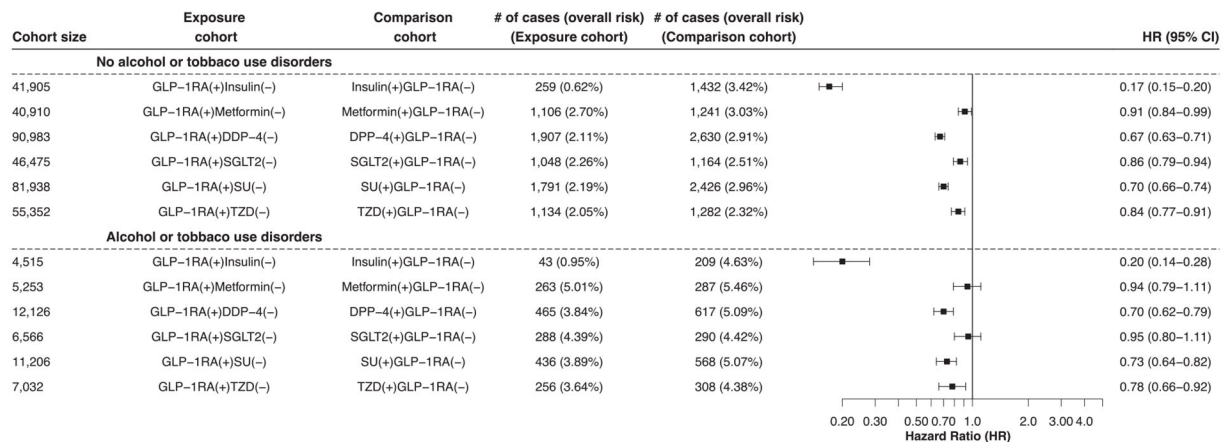 Cohort size Exposure cohort Comparison cohort # of cases (overall risk) (Exposure cohort) # of cases (overall risk) (Comparison cohort) HR (95% CI)
No alcohol or tobbaco use disorders
41,905 GLP−1RA(+)Insulin(−) Insulin(+)GLP−1RA(−) 259 (0.62%) 1,432 (3.42%) 0.17 (0.15−0.20)
40,910 GLP−1RA(+)Metformin(−) Metformin(+)GLP−1RA(−) 1,106 (2.70%) 1,241 (3.03%) 0.91 (0.84−0.99)
90,983 GLP−1RA(+)DDP−4(−) DPP−4(+)GLP−1RA(−) 1,907 (2.11%) 2,630 (2.91%) 0.67 (0.63−0.71)
46,475 GLP−1RA(+)SGLT2(−) SGLT2(+)GLP−1RA(−) 1,048 (2.26%) 1,164 (2.51%) 0.86 (0.79−0.94)
81,938 GLP−1RA(+)SU(−) SU(+)GLP−1RA(−) 1,791 (2.19%) 2,426 (2.96%) 0.70 (0.66−0.74)
55,352 GLP−1RA(+)TZD(−) TZD(+)GLP−1RA(−) 1,134 (2.05%) 1,282 (2.32%) 0.84 (0.77−0.91)
Alcohol or tobbaco use disorders
4,515 GLP−1RA(+)Insulin(−) Insulin(+)GLP−1RA(−) 43 (0.95%) 209 (4.63%) 0.20 (0.14−0.28)
5,253 GLP−1RA(+)Metformin(−) Metformin(+)GLP−1RA(−) 263 (5.01%) 287 (5.46%) 0.94 (0.79−1.11)
12,126 GLP−1RA(+)DDP−4(−) DPP−4(+)GLP−1RA(−) 465 (3.84%) 617 (5.09%) 0.70 (0.62−0.79)
6,566 GLP−1RA(+)SGLT2(−) SGLT2(+)GLP−1RA(−) 288 (4.39%) 290 (4.42%) 0.95 (0.80−1.11)
11,206 GLP−1RA(+)SU(−) SU(+)GLP−1RA(−) 436 (3.89%) 568 (5.07%) 0.73 (0.64−0.82)
7,032 GLP−1RA(+)TZD(−) TZD(+)GLP−1RA(−) 256 (3.64%) 308 (4.38%) 0.78 (0.66−0.92)
0.20 0.30 0.50 0.70 1.0 2.0 3.00 4.0
Hazard Ratio (HR)